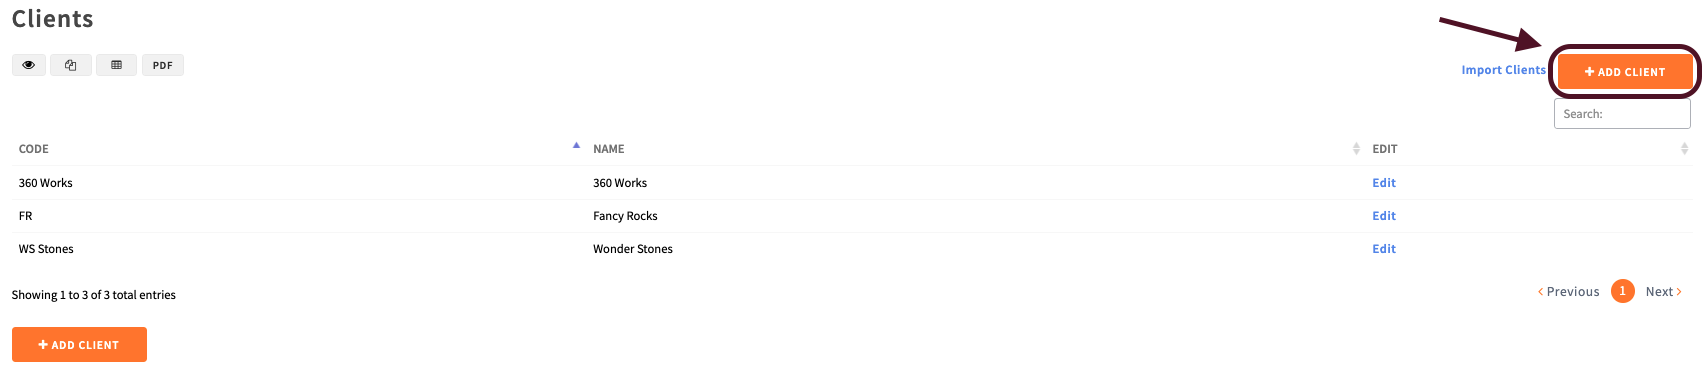 Clients
PDF
Import Clients
+ ADD CLIENT
Search:
CODE NAME EDIT
360 Works 360 Works Edit
FR Fancy Rocks Edit
WS Stones Wonder Stones Edit
Showing 1 to 3 of 3 total entries
< Previous 1 Next >
+ ADD CLIENT